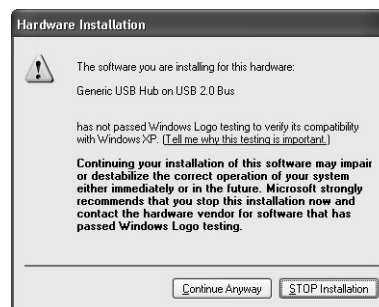 Hardware Installation
The software you are installing for this hardware:
Generic USB Hub on USB 2.0 Bus
has not passed Windows Logo testing to verify its compatibility
with Windows XP. (Tell me why this testing is important.)
Continuing your installation of this software may impair
or destabilize the correct operation of your system
either immediately or in the future. Microsoft strongly
recommends that you stop this installation now and
contact the hardware vendor for software that has
passed Windows Logo testing.
Continue Anyway
STOP Installation